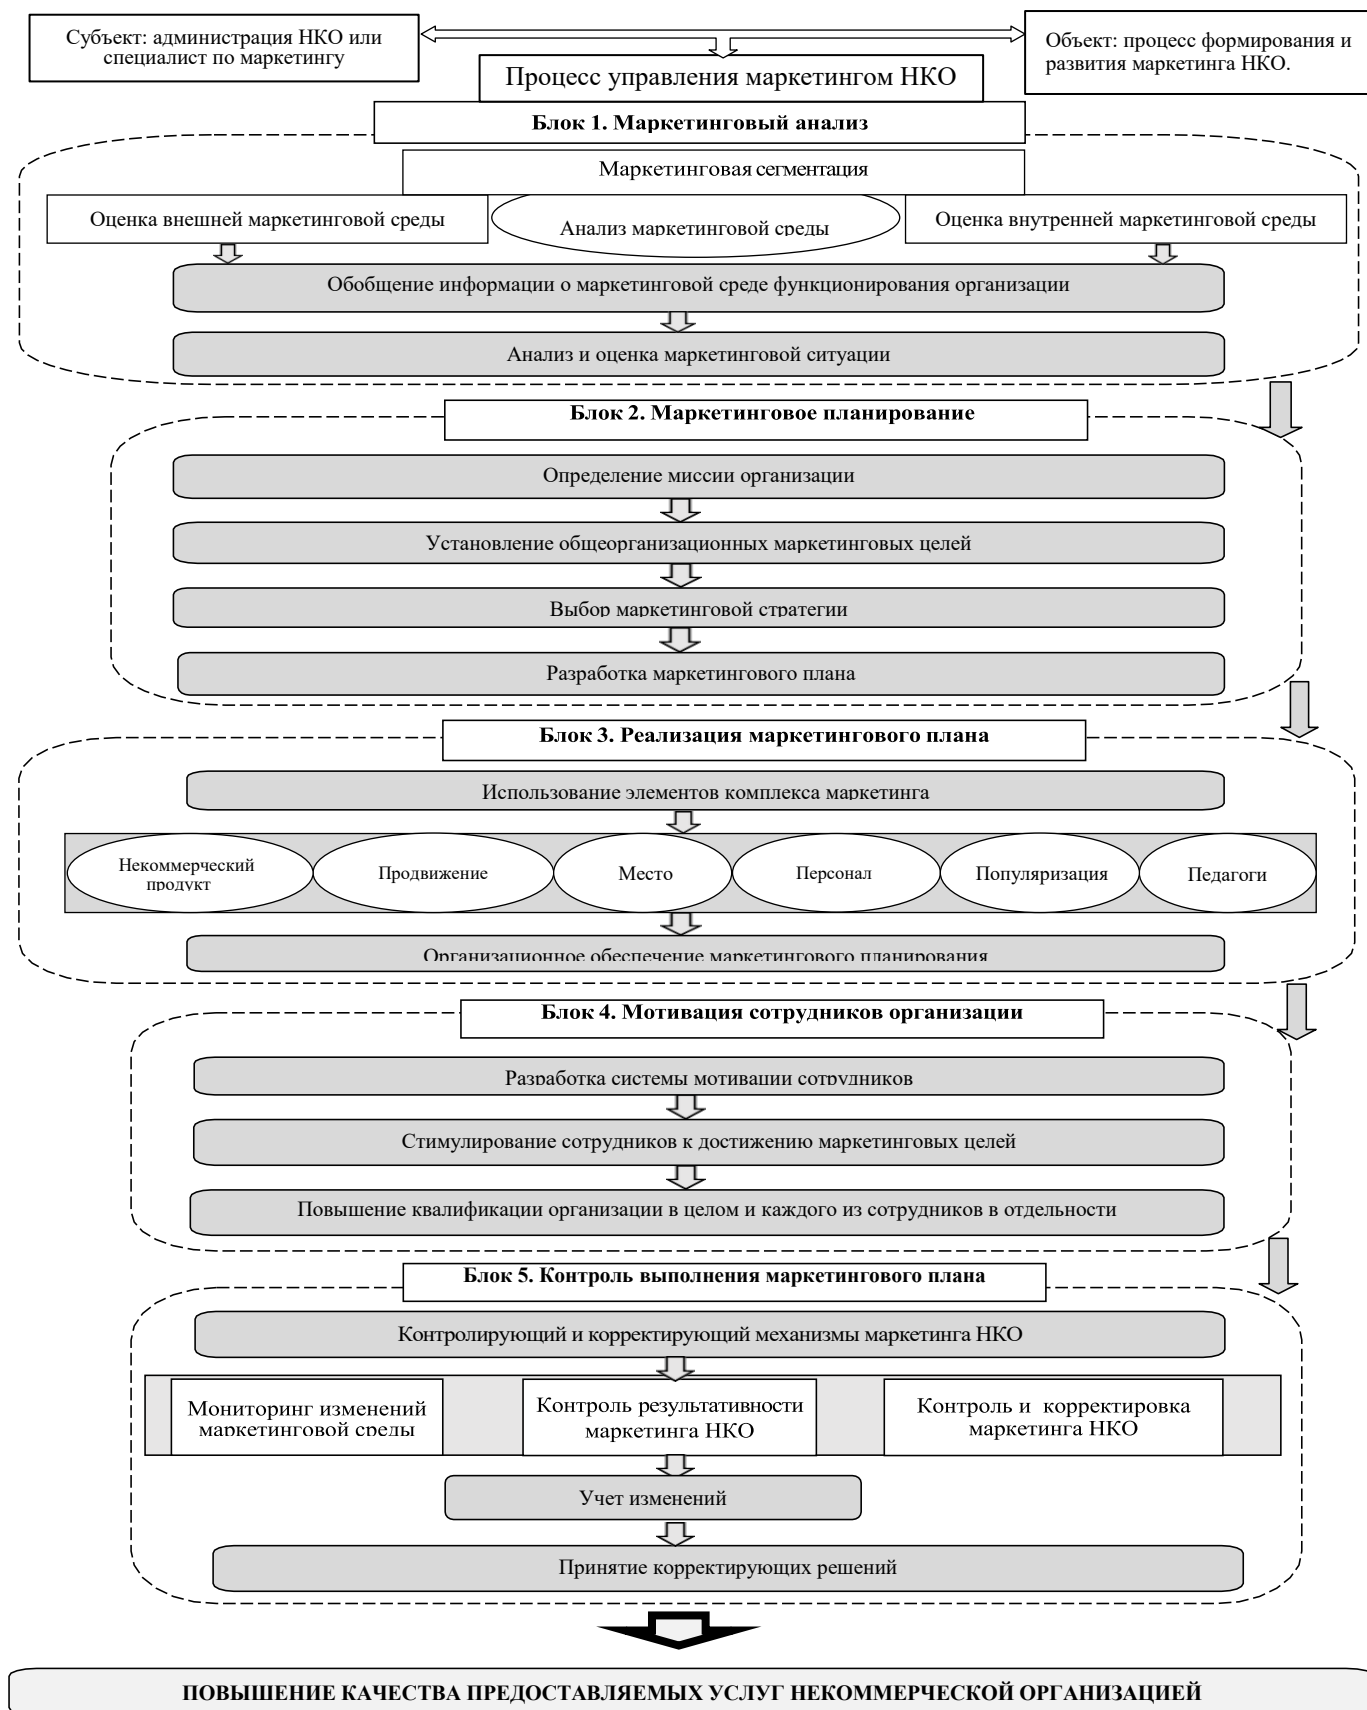 Субъект: администрация НКО или
специалист по маркетингу
Объект: процесс формирования и
развития маркетинга НКО.
Процесс управления маркетингом НКО
Блок 1. Маркетинговый анализ
Маркетинговая сегментация
Оценка внешней маркетинговой среды
Анализ маркетинговой среды
Оценка внутренней маркетинговой среды
Обобщение информации о маркетинговой среде функционирования организации
Анализ и оценка маркетинговой ситуации
Блок 2. Маркетинговое планирование
Определение миссии организации
Установление общеорганизационных маркетинговых целей
Выбор маркетинговой стратегии
Разработка маркетингового плана
Блок 3. Реализация маркетингового плана
Использование элементов комплекса маркетинга
Некоммерческий
продукт
Продвижение
Место
Персонал
Популяризация
Педагоги
Организационное обеспечение маркетингового планирования
Блок 4. Мотивация сотрудников организации
Разработка системы мотивации сотрудников
Стимулирование сотрудников к достижению маркетинговых целей
Повышение квалификации организации в целом и каждого из сотрудников в отдельности
Блок 5. Контроль выполнения маркетингового плана
Контролирующий и корректирующий механизмы маркетинга НКО
Мониторинг изменений
маркетинговой среды
Контроль результативности
маркетинга НКО
Контроль и корректировка
маркетинга НКО
Учет изменений
Принятие корректирующих решений
ПОВЫШЕНИЕ КАЧЕСТВА ПРЕДОСТАВЛЯЕМЫХ УСЛУГ НЕКОММЕРЧЕСКОЙ ОРГАНИЗАЦИЕЙ